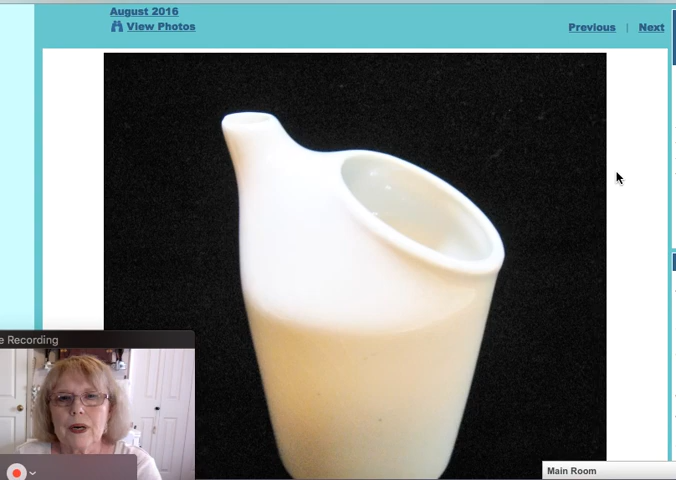 August 2016
View Photos
Previous | Next
e Recording
Main Room